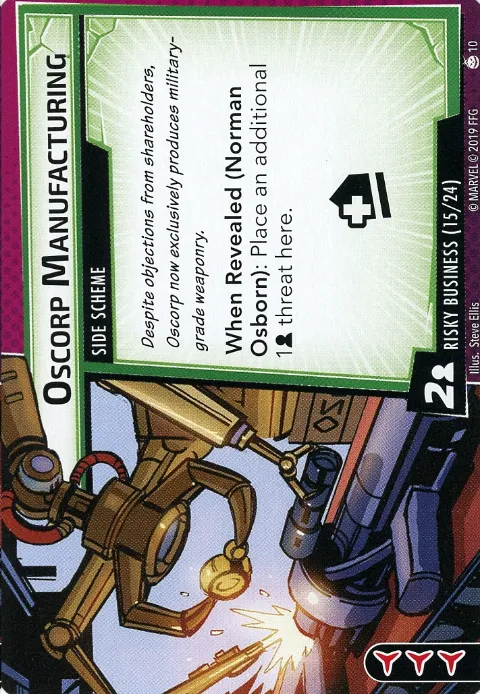 OSCORP MANUFACTURING
SIDE SCHEME
Despite objections from shareholders,
Oscorp now exclusively produces military-
grade weaponry.
When Revealed (Norman
Osborn): Place an additional
1 threat here.
2
RISKY BUSINESS (15/24)
Illus. Steve Ellis
© MARVEL © 2019 FFG
10